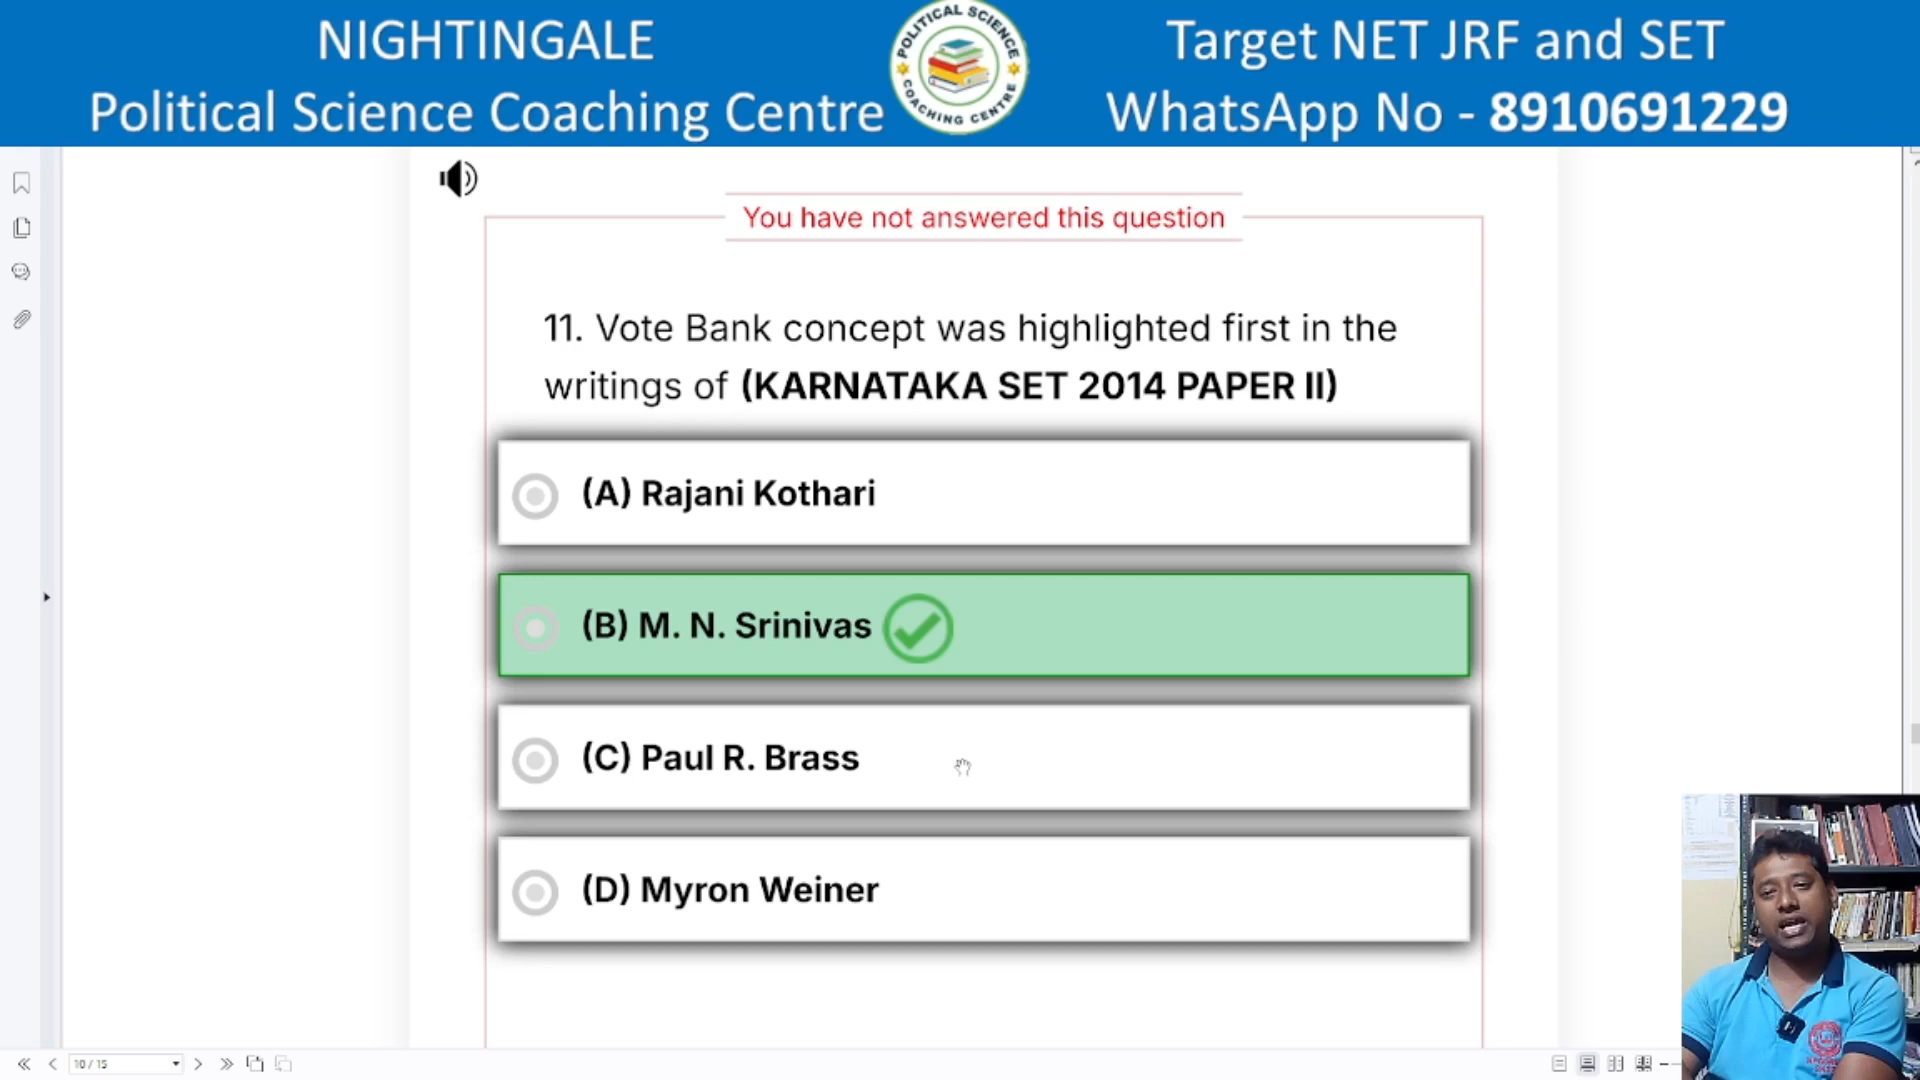 NIGHTINGALE
Political Science Coaching Centre
POLITICAL SCIENCE
COACHING CENTRE
Target NET JRF and SET
WhatsApp No - 8910691229
You have not answered this question
11. Vote Bank concept was highlighted first in the
writings of (KARNATAKA SET 2014 PAPER II)
(A) Rajani Kothari
(B) M. N. Srinivas
(C) Paul R. Brass
(D) Myron Weiner
10 / 15